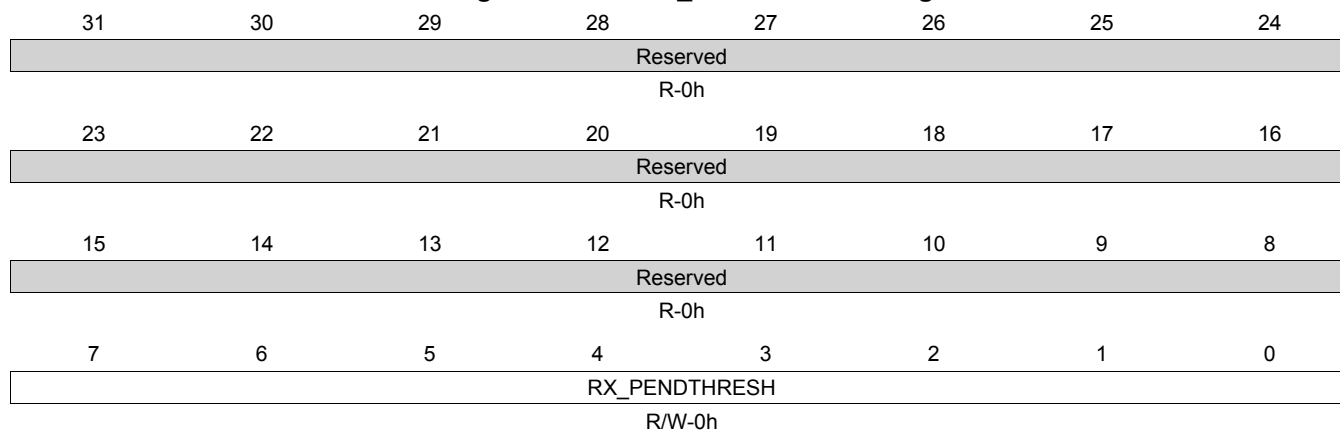 31 30 29 28 27 26 25 24
Reserved
R-0h
23 22 21 20 19 18 17 16
Reserved
R-0h
15 14 13 12 11 10 9 8
Reserved
R-0h
7 6 5 4 3 2 1 0
RX_PENDTHRESH
R/W-0h